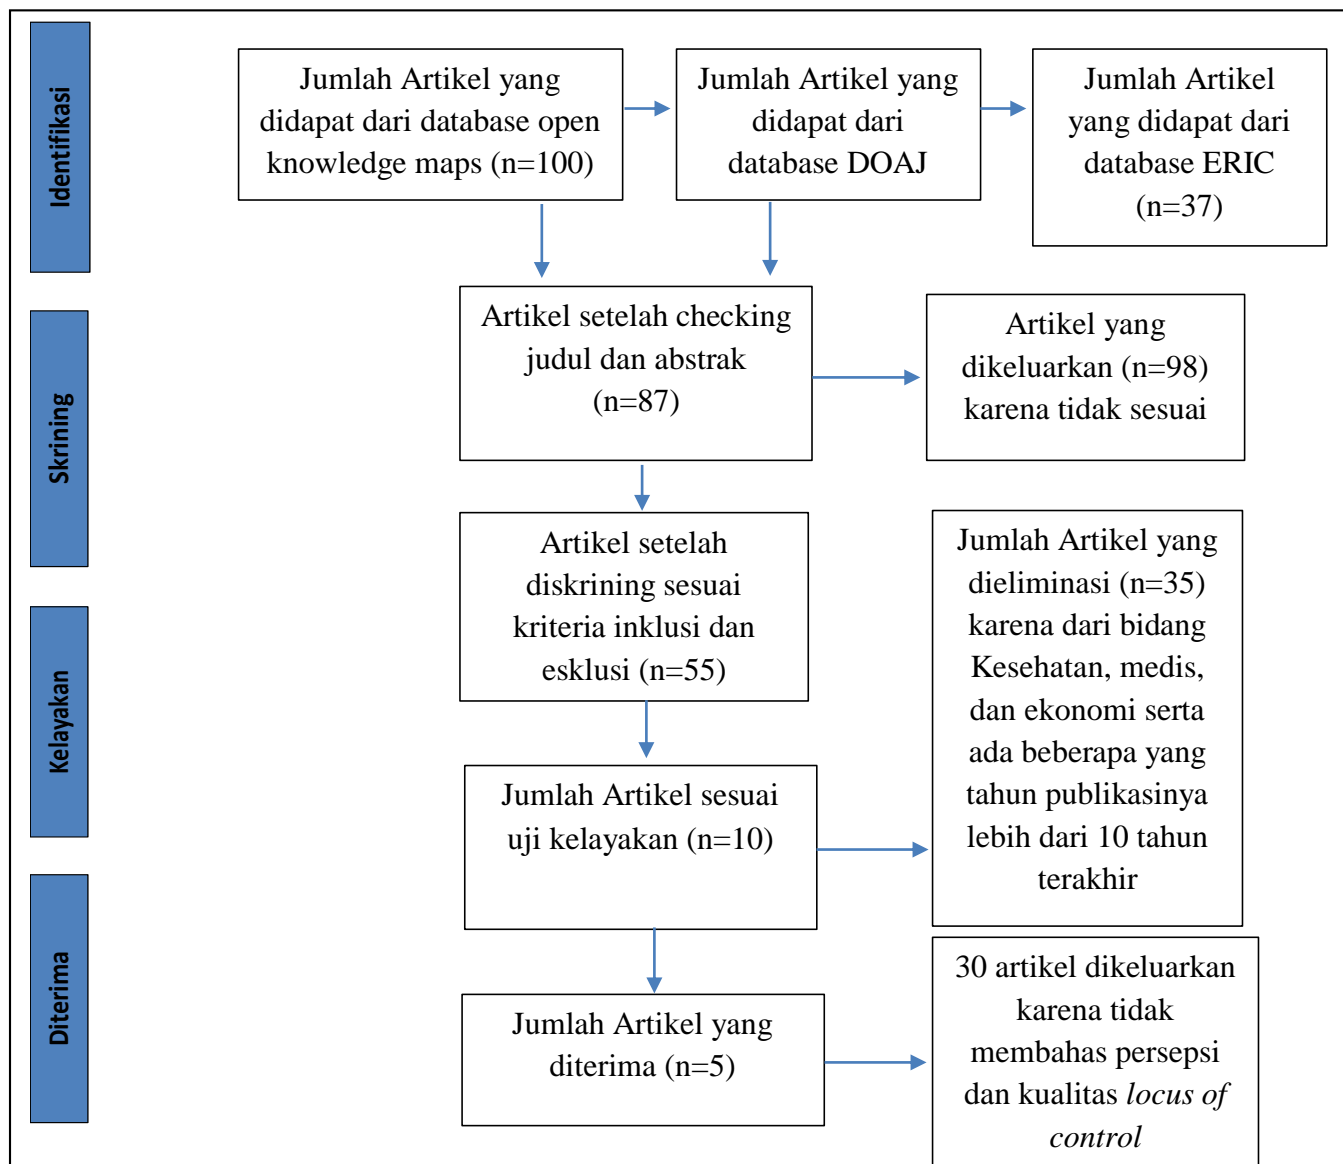 Identifikasi
Jumlah Artikel yang
didapat dari database open
knowledge maps (n=100)
Jumlah Artikel yang
didapat dari
database DOAJ
Jumlah Artikel
yang didapat dari
database ERIC
(n=37)
Skrining
Artikel setelah checking
judul dan abstrak
(n=87)
Artikel yang
dikeluarkan (n=98)
karena tidak sesuai
Artikel setelah
diskrining sesuai
kriteria inklusi dan
esklusi (n=55)
Jumlah Artikel yang
dieliminasi (n=35)
karena dari bidang
Kesehatan, medis,
dan ekonomi serta
ada beberapa yang
tahun publikasinya
lebih dari 10 tahun
terakhir
Kelayakan
Jumlah Artikel sesuai
uji kelayakan (n=10)
Diterima
Jumlah Artikel yang
diterima (n=5)
30 artikel dikeluarkan
karena tidak
membahas persepsi
dan kualitas locus of
control